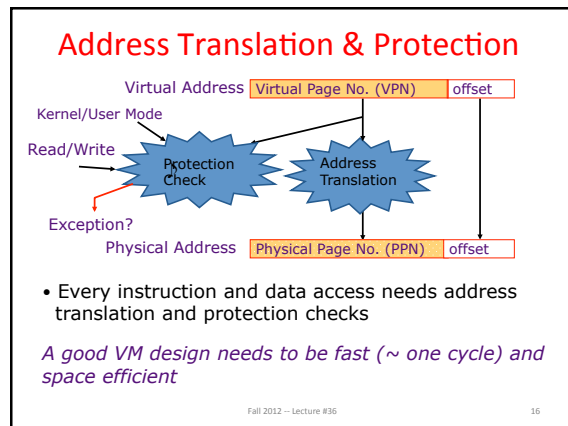 Address Translation & Protection
Virtual Address Virtual Page No. (VPN) offset
Kernel/User Mode
Read/Write
Protection
Check
Address
Translation
Exception?
Physical Address Physical Page No. (PPN) offset
• Every instruction and data access needs address
translation and protection checks
A good VM design needs to be fast (~ one cycle) and
space efficient
Fall 2012 -- Lecture #36 16